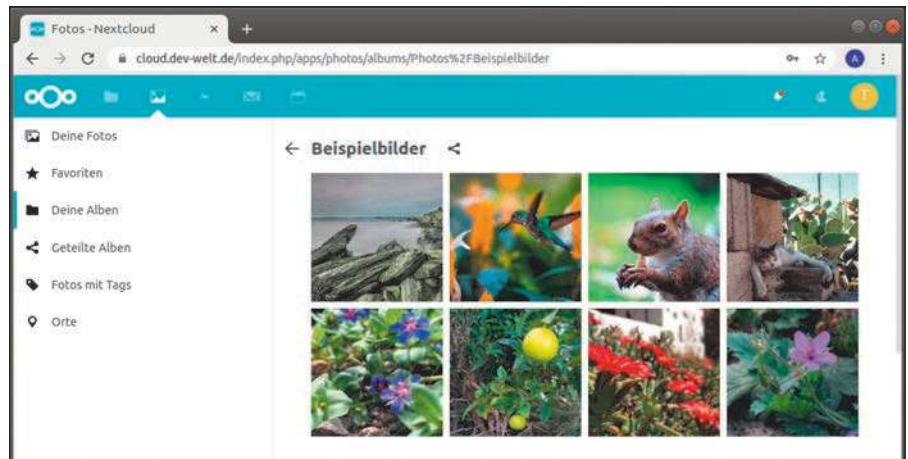 Fotos - Nextcloud
cloud.dev-welt.de/index.php/apps/photos/albums/Photos%2FBeispielbilder
A
T
Deine Fotos
Favoriten
Deine Alben
Geteilte Alben
Fotos mit Tags
Orte
Beispielbilder